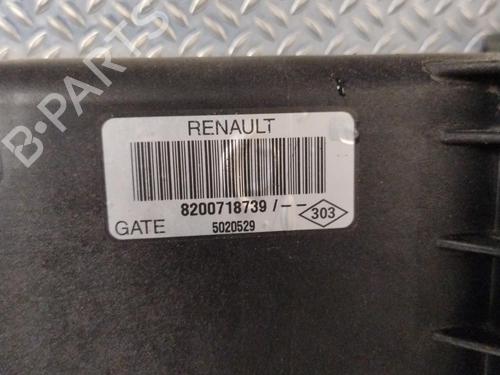 B-PARTS
RENAULT
8200718739 / - -
303
GATE
5020529